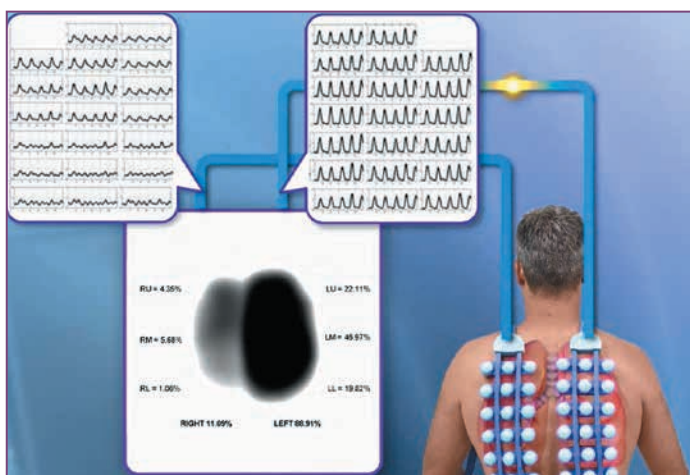 RU = 4.35% LU = 22.11%
RM = 5.68% LM = 46.97%
RL = 1.06% LL = 19.82%
RIGHT 11.09% LEFT 88.91%